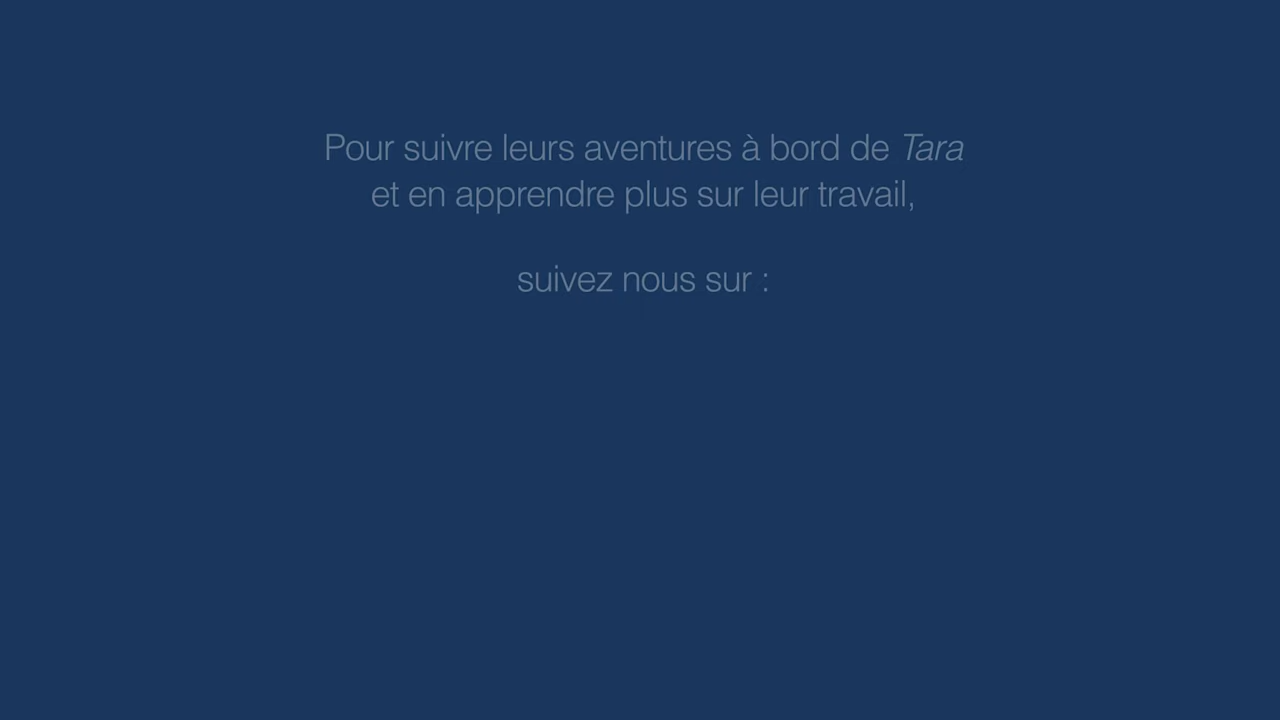 Pour suivre leurs aventures à bord de Tara
et en apprendre plus sur leur travail,
suivez nous sur :